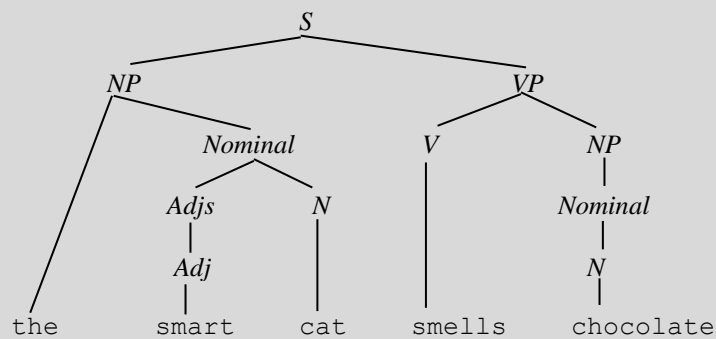 S
NP VP
Nominal V NP
Adjs N Nominal
Adj N
the smart cat smells chocolate